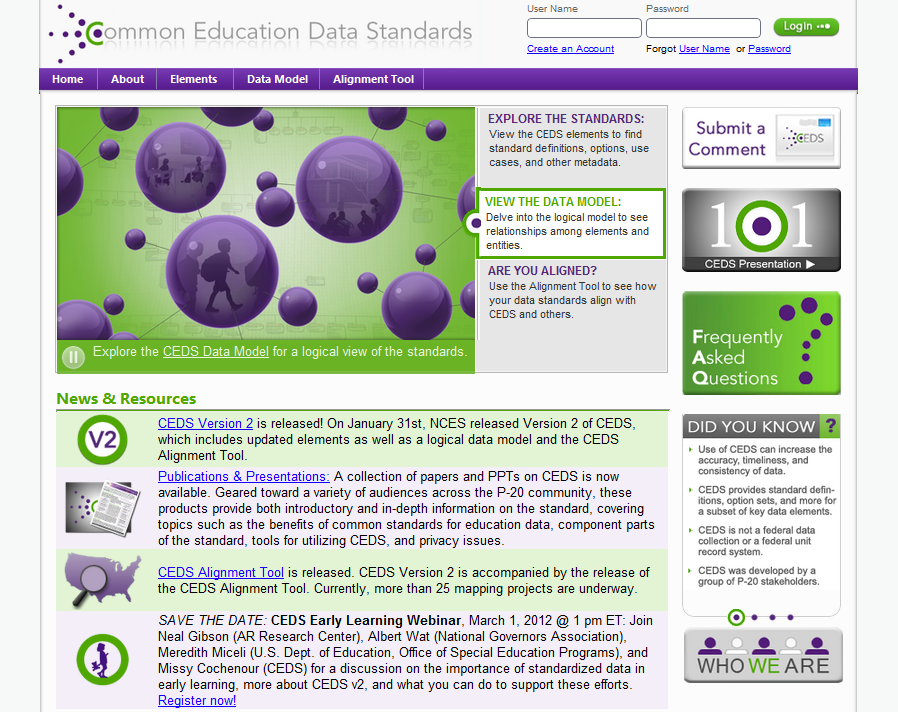 Common Education Data Standards
User Name
Password
Login
Create an Account
Forgot User Name or Password
Home
About
Elements
Data Model
Alignment Tool
EXPLORE THE STANDARDS:
View the CEDS elements to find
standard definitions, options, use
cases, and other metadata.
VIEW THE DATA MODEL:
Delve into the logical model to see
relationships among elements and
entities.
ARE YOU ALIGNED?
Use the Alignment Tool to see how
your data standards align with
CEDS and others.
Explore the CEDS Data Model for a logical view of the standards.
Submit a
Comment
CEDS
101
CEDS Presentation
Frequently
Asked
Questions
News & Resources
V2
CEDS Version 2 is released! On January 31st, NCES released Version 2 of CEDS,
which includes updated elements as well as a logical data model and the CEDS
Alignment Tool.
Publications & Presentations: A collection of papers and PPTs on CEDS is now
available. Geared toward a variety of audiences across the P-20 community, these
products provide both introductory and in-depth information on the standard, covering
topics such as the benefits of common standards for education data, component parts
of the standard, tools for utilizing CEDS, and privacy issues.
CEDS Alignment Tool is released. CEDS Version 2 is accompanied by the release of
the CEDS Alignment Tool. Currently, more than 25 mapping projects are underway.
SAVE THE DATE: CEDS Early Learning Webinar, March 1, 2012 @ 1 pm ET: Join
Neal Gibson (AR Research Center), Albert Wat (National Governors Association),
Meredith Miceli (U.S. Dept. of Education, Office of Special Education Programs), and
Missy Cochenour (CEDS) for a discussion on the importance of standardized data in
early learning, more about CEDS v2, and what you can do to support these efforts.
Register now!
DID YOU KNOW ?
Use of CEDS can increase the
accuracy, timeliness, and
consistency of data.
CEDS provides standard defin-
itions, option sets, and more for
a subset of key data elements.
CEDS is not a federal data
collection or a federal unit
record system.
CEDS was developed by a
group of P-20 stakeholders.
WHO WE ARE